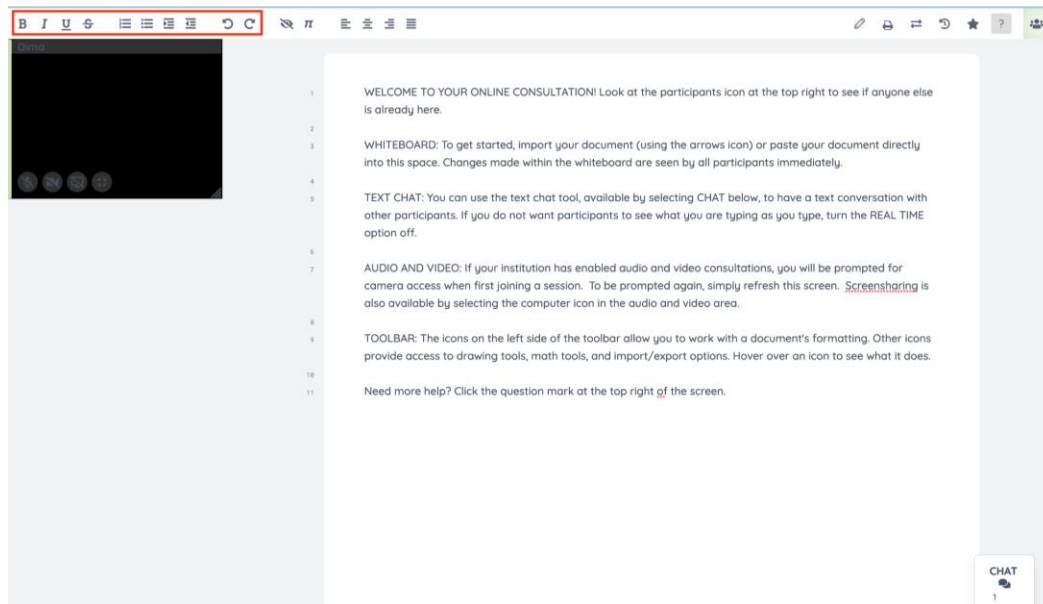 B I U S π ?
Dima
1 WELCOME TO YOUR ONLINE CONSULTATION! Look at the participants icon at the top right to see if anyone else
is already here.
2
3 WHITEBOARD: To get started, import your document (using the arrows icon) or paste your document directly
into this space. Changes made within the whiteboard are seen by all participants immediately.
4
5 TEXT CHAT: You can use the text chat tool, available by selecting CHAT below, to have a text conversation with
other participants. If you do not want participants to see what you are typing as you type, turn the REAL TIME
option off.
6
7 AUDIO AND VIDEO: If your institution has enabled audio and video consultations, you will be prompted for
camera access when first joining a session.  To be prompted again, simply refresh this screen.  Screensharing is
also available by selecting the computer icon in the audio and video area.
8
9 TOOLBAR: The icons on the left side of the toolbar allow you to work with a document's formatting. Other icons
provide access to drawing tools, math tools, and import/export options. Hover over an icon to see what it does.
10
11 Need more help? Click the question mark at the top right of the screen.
CHAT
1